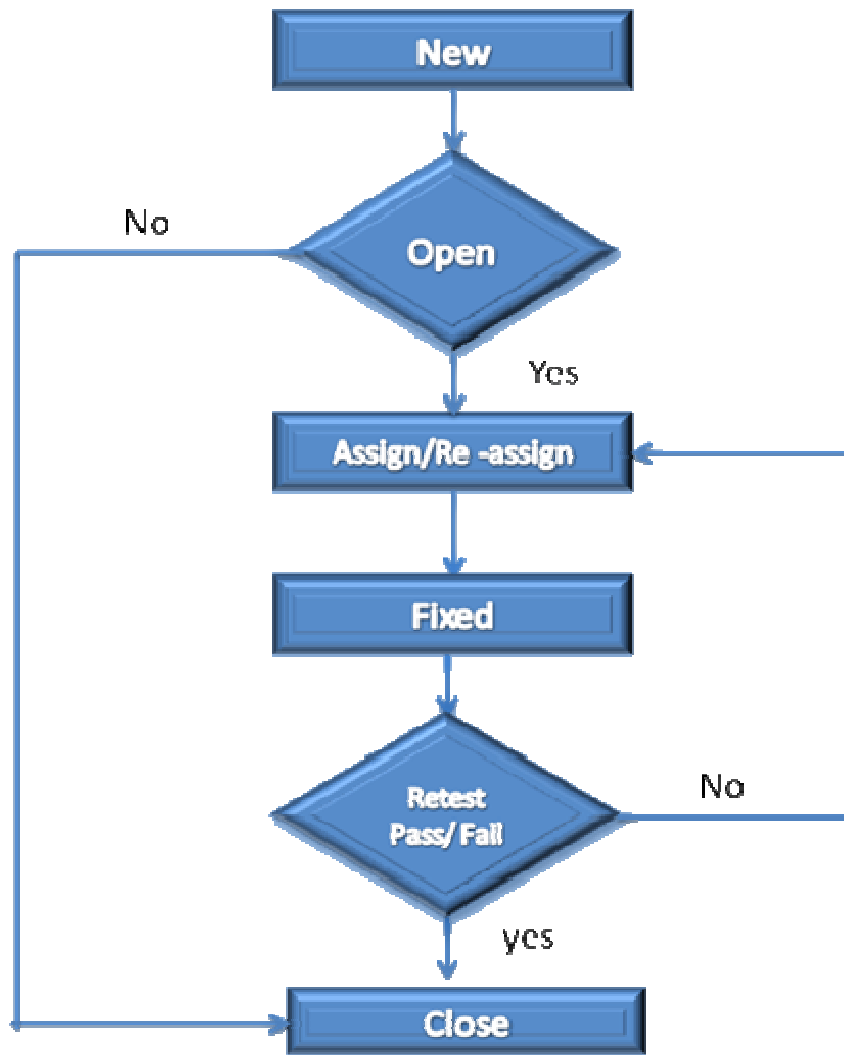 New
No
Open
Yes
Assign/Re -assign
Fixed
Retest
Pass/ Fail
No
yes
Close